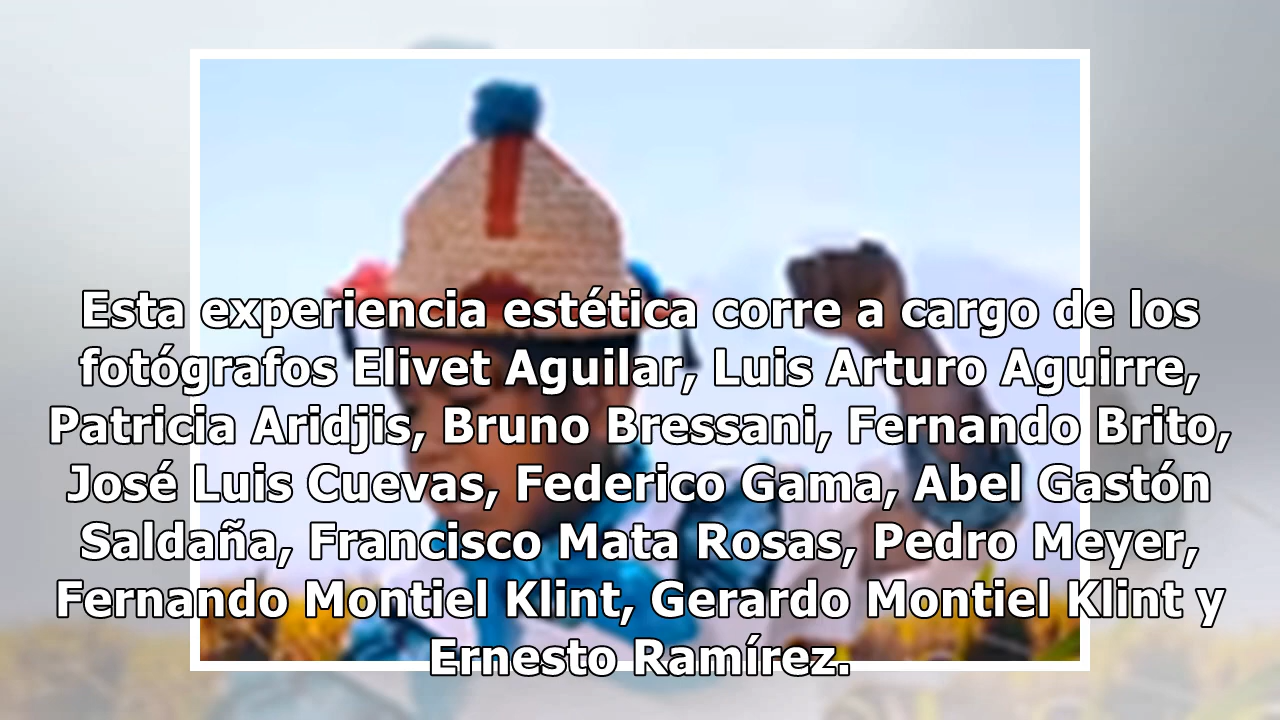 Esta experiencia estética corre a cargo de los
fotógrafos Elivet Aguilar, Luis Arturo Aguirre,
Patricia Aridjis, Bruno Bressani, Fernando Brito,
José Luis Cuevas, Federico Gama, Abel Gastón
Saldaña, Francisco Mata Rosas, Pedro Meyer,
Fernando Montiel Klint, Gerardo Montiel Klint y
Ernesto Ramírez.